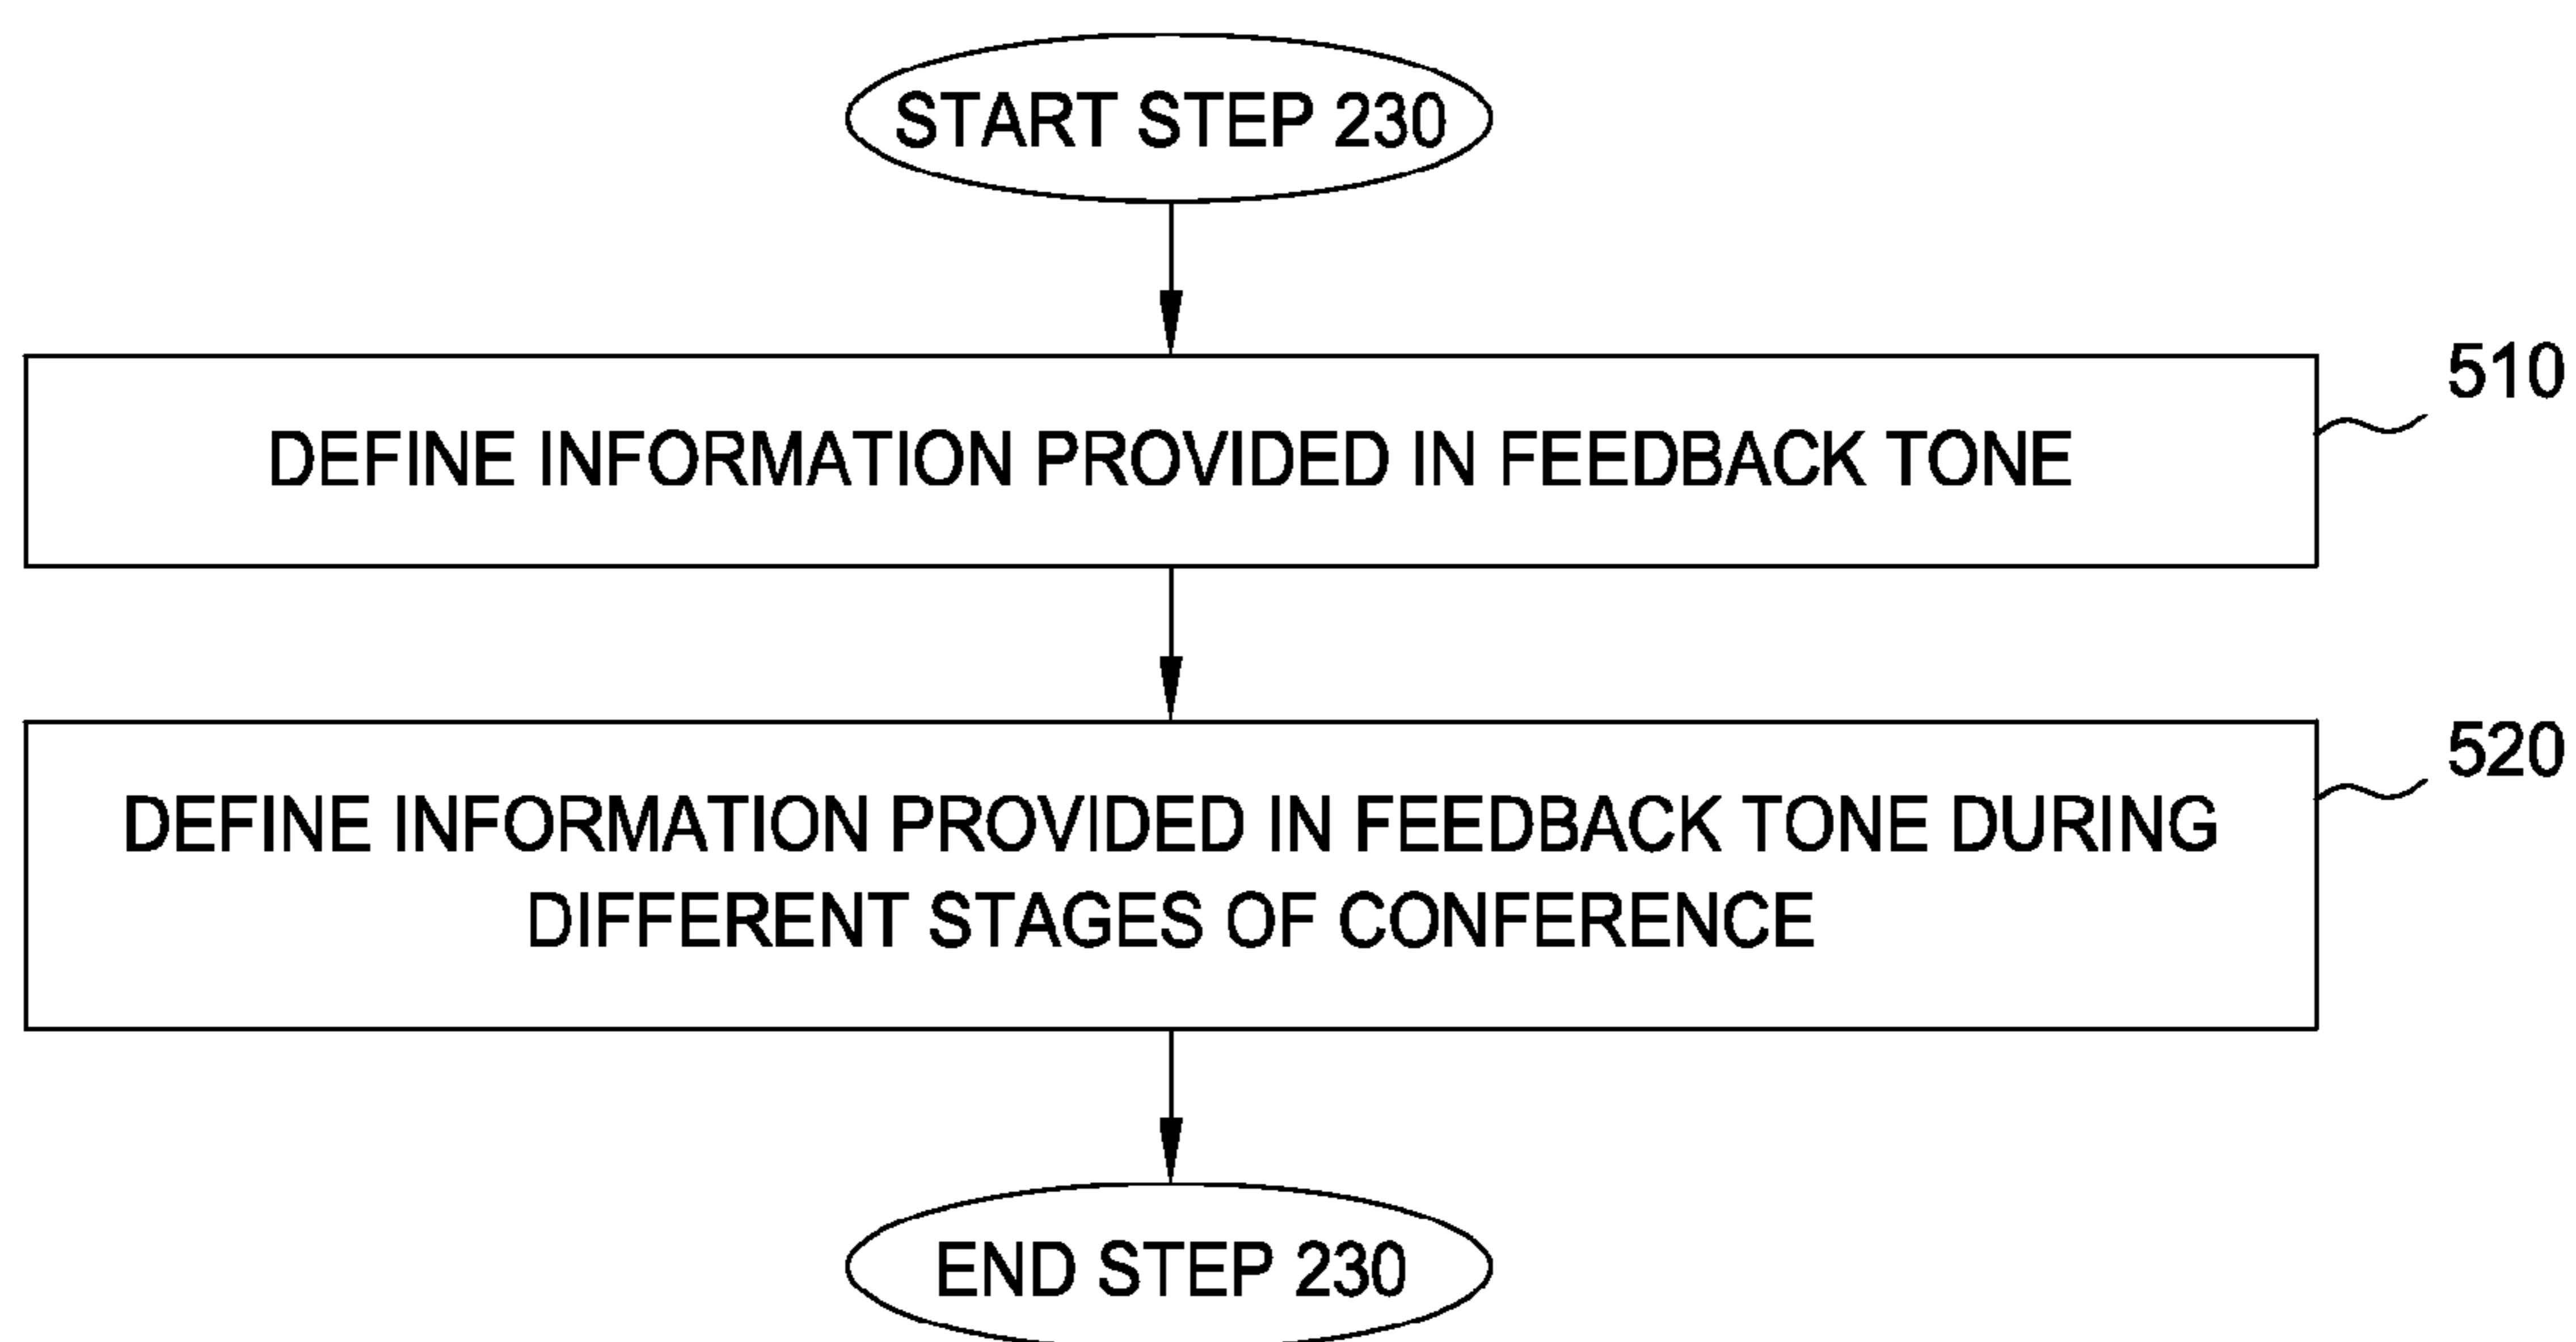 START STEP 230
510
DEFINE INFORMATION PROVIDED IN FEEDBACK TONE
520
DEFINE INFORMATION PROVIDED IN FEEDBACK TONE DURING
DIFFERENT STAGES OF CONFERENCE
END STEP 230